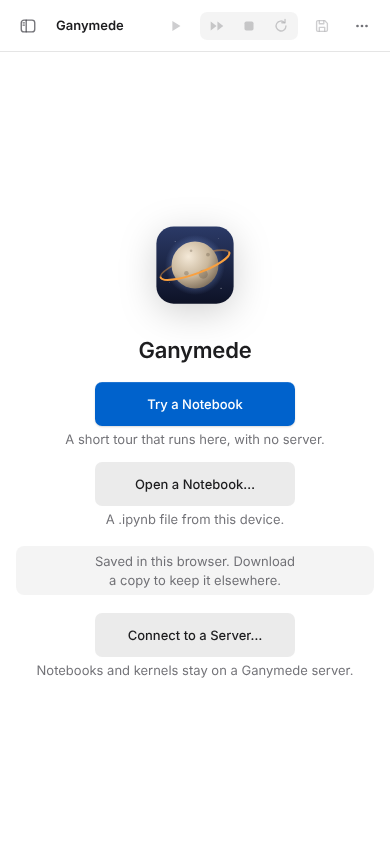 Ganymede
Ganymede
Try a Notebook
A short tour that runs here, with no server.
Open a Notebook...
A .ipynb file from this device.
Saved in this browser. Download
a copy to keep it elsewhere.
Connect to a Server...
Notebooks and kernels stay on a Ganymede server.